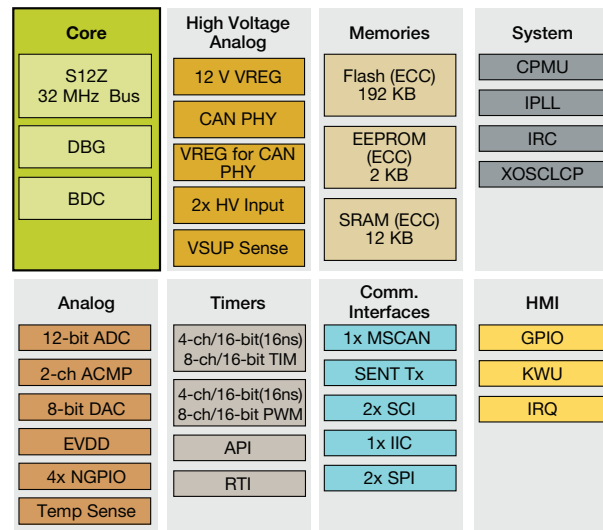 Core
S12Z
32 MHz Bus
DBG
BDC
High Voltage
Analog
12 V VREG
CAN PHY
VREG for CAN
PHY
2x HV Input
VSUP Sense
Memories
Flash (ECC)
192 KB
EEPROM
(ECC)
2 KB
SRAM (ECC)
12 KB
System
CPMU
IPLL
IRC
XOSCLCP
Analog
12-bit ADC
2-ch ACMP
8-bit DAC
EVDD
4x NGPIO
Temp Sense
Timers
4-ch/16-bit(16ns)
8-ch/16-bit TIM
4-ch/16-bit(16ns)
8-ch/16-bit PWM
API
RTI
Comm.
Interfaces
1x MSCAN
SENT Tx
2x SCI
1x IIC
2x SPI
HMI
GPIO
KWU
IRQ